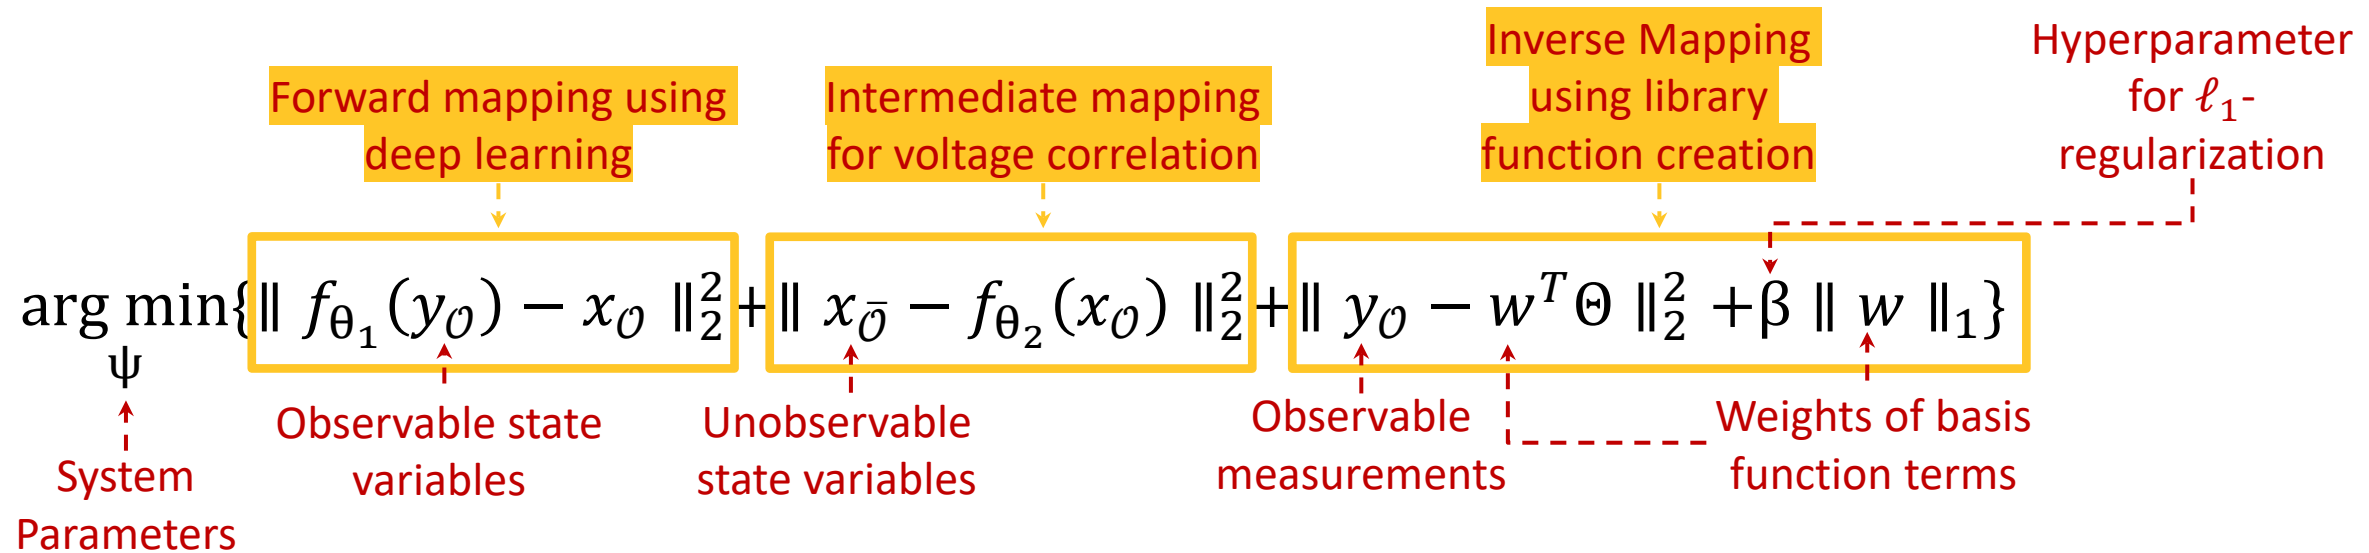 Forward mapping using
deep learning
Intermediate mapping
for voltage correlation
Inverse Mapping
using library
function creation
Hyperparameter
for ℓ₁-
regularization
arg min{‖ f_θ₁(y_𝒪) − x_𝒪 ‖₂² + ‖ x_𝒪̅ − f_θ₂(x_𝒪) ‖₂² + ‖ y_𝒪 − wᵀΘ ‖₂² +β ‖ w ‖₁}
ψ
System
Parameters
Observable state
variables
Unobservable
state variables
Observable
measurements
Weights of basis
function terms